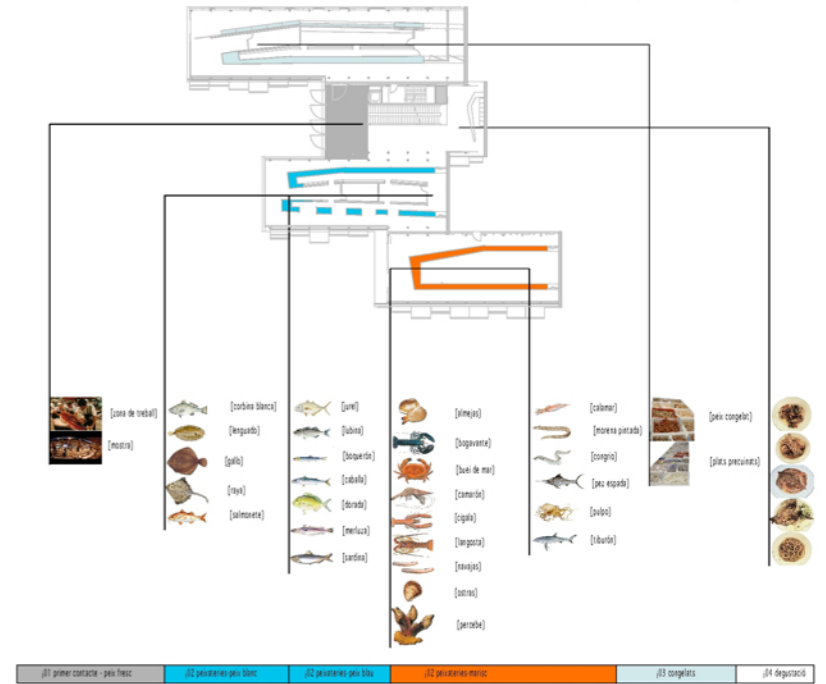 [zona de treball]
[mostra]
[corbina blanca]
[lenguado]
[gallo]
[raya]
[salmonete]
[jurel]
[lubina]
[boquerón]
[caballa]
[dorada]
[merluza]
[sardina]
[almejas]
[bogavante]
[buei de mar]
[camarón]
[cigala]
[langosta]
[navajas]
[ostras]
[percebe]
[calamar]
[morena pintada]
[congrio]
[pez espada]
[pulpo]
[tiburón]
[peix congelat]
[plats precuinats]
¡01 primer contacte - peix fresc
¡02 peixateries-peix blanc
¡02 peixateries-peix blau
¡02 peixateries-marisc
¡03 congelats
¡04 degustació